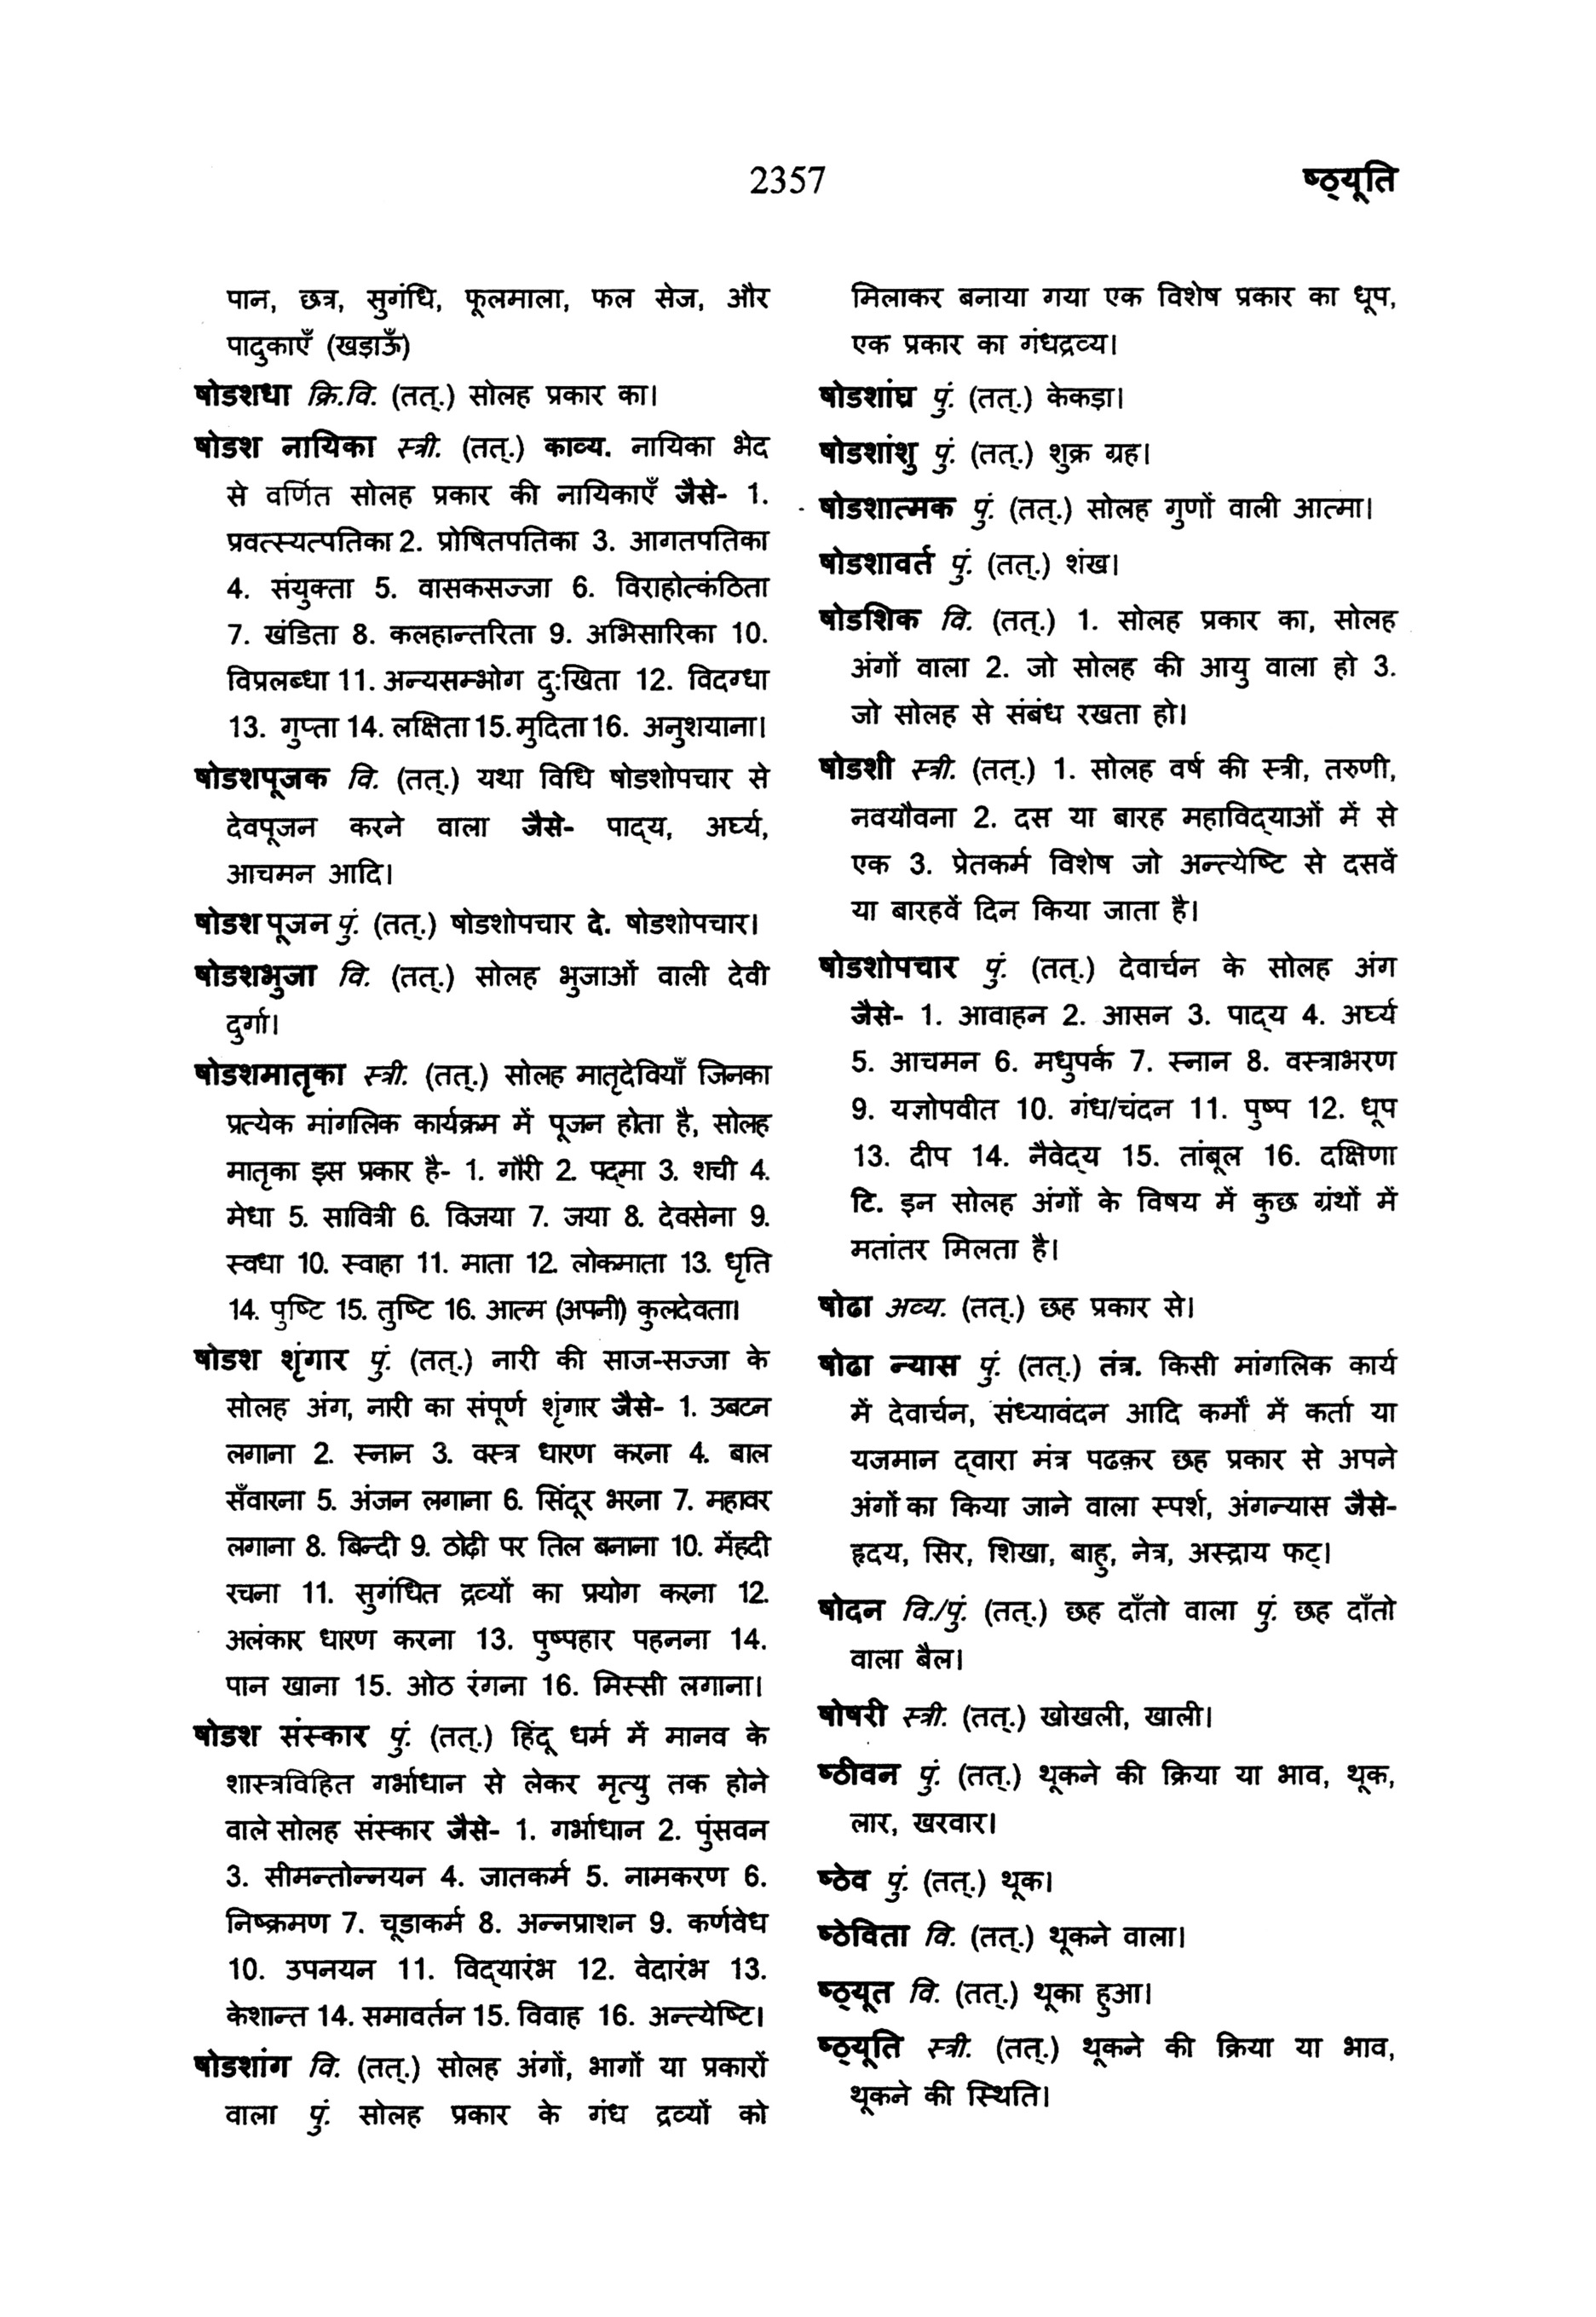 2357
ष्ठ्यूति
पान, छत्र, सुगंधि, फूलमाला, फल सेज, और
पादुकाएँ (खड़ाऊँ)
षोडशधा क्रि.वि. (तत्.) सोलह प्रकार का।
षोडश नायिका स्त्री. (तत्.) काव्य. नायिका भेद
से वर्णित सोलह प्रकार की नायिकाएँ जैसे- 1.
प्रवत्स्यत्पतिका 2. प्रोषितपतिका 3. आगतपतिका
4. संयुक्ता 5. वासकसज्जा 6. विराहोत्कंठिता
7. खंडिता 8. कलहान्तरिता 9. अभिसारिका 10.
विप्रलब्धा 11. अन्यसम्भोग दु:खिता 12. विदग्धा
13. गुप्ता 14. लक्षिता 15. मुदिता 16. अनुशयाना।
षोडशपूजक वि. (तत्.) यथा विधि षोडशोपचार से
देवपूजन करने वाला जैसे- पाद्य, अर्घ्य,
आचमन आदि।
षोडश पूजन पुं. (तत्.) षोडशोपचार दे. षोडशोपचार।
षोडशभुजा वि. (तत्.) सोलह भुजाओं वाली देवी
दुर्गा।
षोडशमातृका स्त्री. (तत्.) सोलह मातृदेवियाँ जिनका
प्रत्येक मांगलिक कार्यक्रम में पूजन होता है, सोलह
मातृका इस प्रकार है- 1. गौरी 2. पद्मा 3. शची 4.
मेधा 5. सावित्री 6. विजया 7. जया 8. देवसेना 9.
स्वधा 10. स्वाहा 11. माता 12. लोकमाता 13. धृति
14. पुष्टि 15. तुष्टि 16. आत्म (अपनी) कुलदेवता।
षोडश शृंगार पुं. (तत्.) नारी की साज-सज्जा के
सोलह अंग, नारी का संपूर्ण शृंगार जैसे- 1. उबटन
लगाना 2. स्नान 3. वस्त्र धारण करना 4. बाल
सँवारना 5. अंजन लगाना 6. सिंदूर भरना 7. महावर
लगाना 8. बिन्दी 9. ठोढ़ी पर तिल बनाना 10. मेंहदी
रचना 11. सुगंधित द्रव्यों का प्रयोग करना 12.
अलंकार धारण करना 13. पुष्पहार पहनना 14.
पान खाना 15. ओठ रंगना 16. मिस्सी लगाना।
षोडश संस्कार पुं. (तत्.) हिंदू धर्म में मानव के
शास्त्रविहित गर्भाधान से लेकर मृत्यु तक होने
वाले सोलह संस्कार जैसे- 1. गर्भाधान 2. पुंसवन
3. सीमन्तोन्नयन 4. जातकर्म 5. नामकरण 6.
निष्क्रमण 7. चूडाकर्म 8. अन्नप्राशन 9. कर्णवेध
10. उपनयन 11. विद्यारंभ 12. वेदारंभ 13.
केशान्त 14. समावर्तन 15. विवाह 16. अन्त्येष्टि।
षोडशांग वि. (तत्.) सोलह अंगों, भागों या प्रकारों
वाला पुं. सोलह प्रकार के गंध द्रव्यों को
मिलाकर बनाया गया एक विशेष प्रकार का धूप,
एक प्रकार का गंधद्रव्य।
षोडशांघ्र पुं. (तत्.) केकड़ा।
षोडशांशु पुं. (तत्.) शुक्र ग्रह।
षोडशात्मक पुं. (तत्.) सोलह गुणों वाली आत्मा।
षोडशावर्त पुं. (तत्.) शंख।
षोडशिक वि. (तत्.) 1. सोलह प्रकार का, सोलह
अंगों वाला 2. जो सोलह की आयु वाला हो 3.
जो सोलह से संबंध रखता हो।
षोडशी स्त्री. (तत्.) 1. सोलह वर्ष की स्त्री, तरुणी,
नवयौवना 2. दस या बारह महाविद्याओं में से
एक 3. प्रेतकर्म विशेष जो अन्त्येष्टि से दसवें
या बारहवें दिन किया जाता है।
षोडशोपचार पुं. (तत्.) देवार्चन के सोलह अंग
जैसे- 1. आवाहन 2. आसन 3. पाद्य 4. अर्घ्य
5. आचमन 6. मधुपर्क 7. स्नान 8. वस्त्राभरण
9. यज्ञोपवीत 10. गंध/चंदन 11. पुष्प 12. धूप
13. दीप 14. नैवेद्य 15. तांबूल 16. दक्षिणा
टि. इन सोलह अंगों के विषय में कुछ ग्रंथों में
मतांतर मिलता है।
षोढा अव्य. (तत्.) छह प्रकार से।
षोढा न्यास पुं. (तत्.) तंत्र. किसी मांगलिक कार्य
में देवार्चन, संध्यावंदन आदि कर्मों में कर्ता या
यजमान द्वारा मंत्र पढक़र छह प्रकार से अपने
अंगों का किया जाने वाला स्पर्श, अंगन्यास जैसे-
हृदय, सिर, शिखा, बाहु, नेत्र, अस्द्राय फट्।
षोदन वि./पुं. (तत्.) छह दाँतो वाला पुं. छह दाँतो
वाला बैल।
षोषरी स्त्री. (तत्.) खोखली, खाली।
ष्ठीवन पुं. (तत्.) थूकने की क्रिया या भाव, थूक,
लार, खरवार।
ष्ठेव पुं. (तत्.) थूक।
ष्ठेविता वि. (तत्.) थूकने वाला।
ष्ठ्यूत वि. (तत्.) थूका हुआ।
ष्ठ्यूति स्त्री. (तत्.) थूकने की क्रिया या भाव,
थूकने की स्थिति।